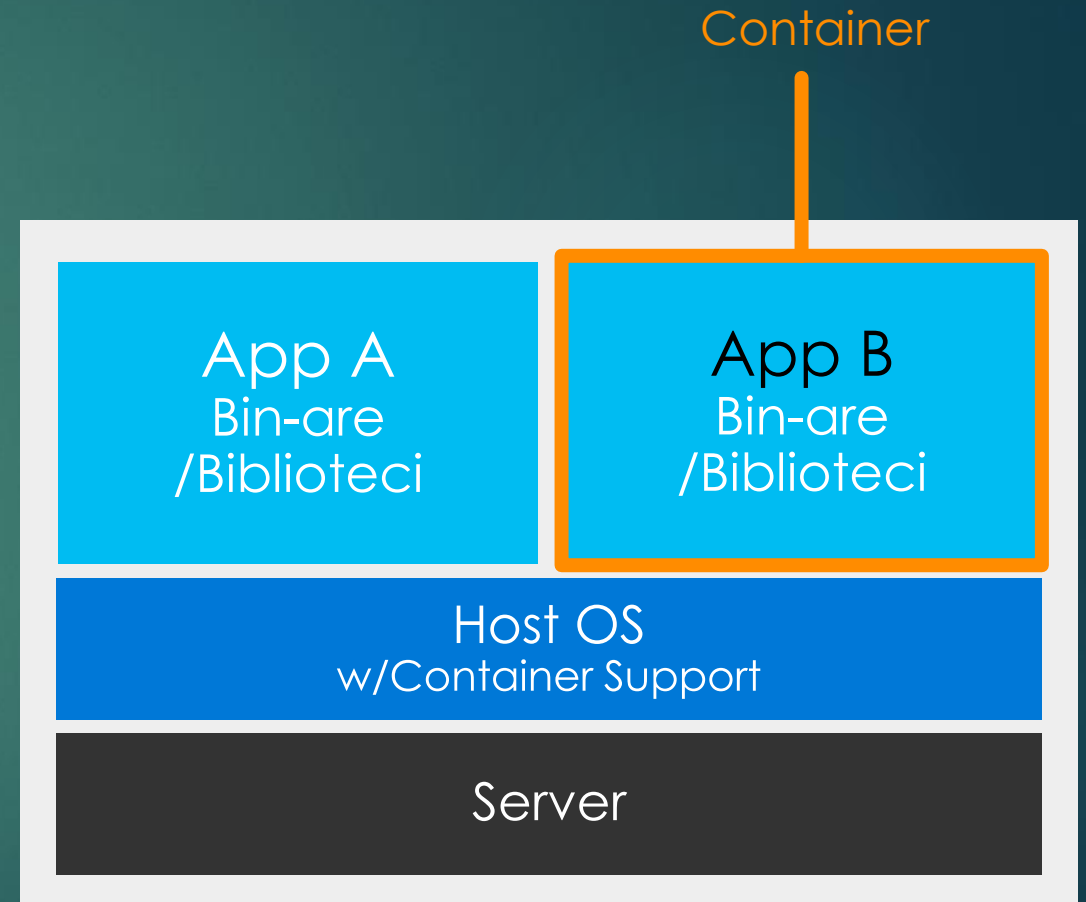 Container
App A
Bin-are
/Biblioteci
App B
Bin-are
/Biblioteci
Host OS
w/Container Support
Server